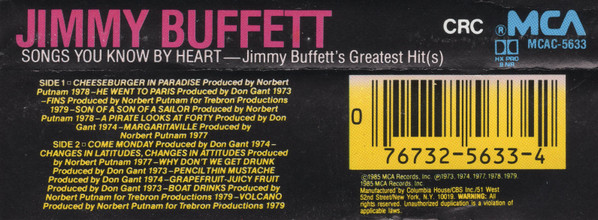 JIMMY BUFFETT
SONGS YOU KNOW BY HEART—Jimmy Buffett's Greatest Hit(s)
CRC
® MCA
MCAC-5633
HX PRO
B NR
SIDE 1 □ CHEESEBURGER IN PARADISE Produced by Norbert
Putnam 1978–HE WENT TO PARIS Produced by Don Gant 1973
–FINS Produced by Norbert Putnam for Trebron Productions
1979–SON OF A SON OF A SAILOR Produced by Norbert
Putnam 1978–A PIRATE LOOKS AT FORTY Produced by Don
Gant 1974–MARGARITAVILLE Produced by Norbert
Putnam 1977
SIDE 2 □ COME MONDAY Produced by Don Gant 1974–
CHANGES IN LATITUDES, CHANGES IN ATTITUDES Produced
by Norbert Putnam 1977–WHY DON'T WE GET DRUNK
Produced by Don Gant 1973–PENCIL THIN MUSTACHE
Produced by Don Gant 1974–GRAPEFRUIT-JUICY FRUIT
Produced by Don Gant 1973–BOAT DRINKS Produced by
Norbert Putnam for Trebron Productions 1979–VOLCANO
Produced by Norbert Putnam for Trebron Productions 1979
0
76732-5633-4
©1985 MCA Records, Inc. ℗1973, 1974, 1977, 1978, 1979,
1985 MCA Records, Inc.
Manufactured by Columbia House/CBS Inc./51 West
52nd Street/New York, N.Y. 10019. WARNING: All
rights reserved. Unauthorized duplication is a violation of
applicable laws.